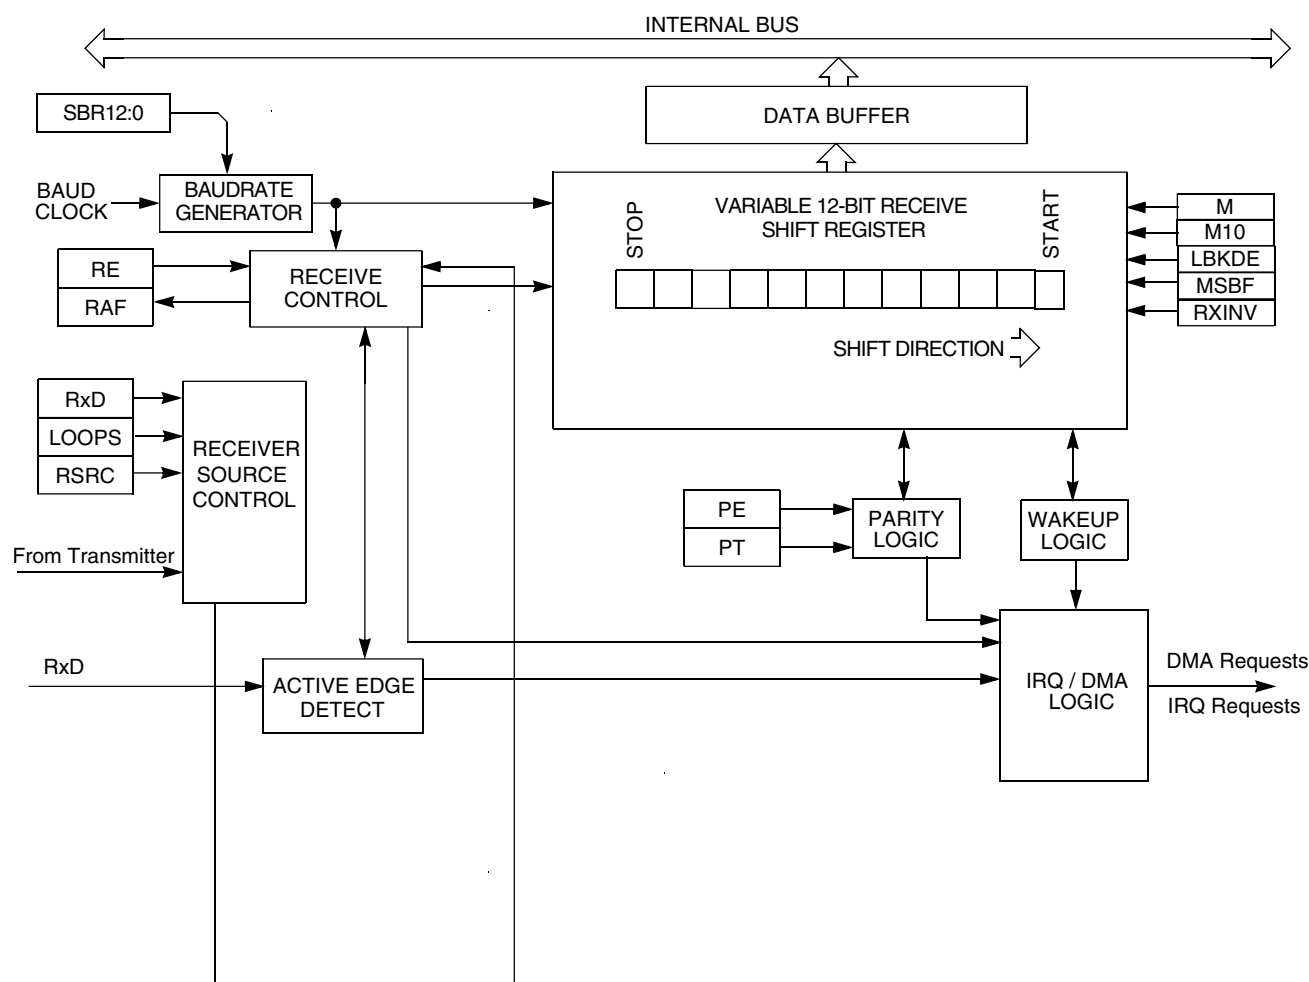 INTERNAL BUS
SBR12:0
DATA BUFFER
BAUD
CLOCK
BAUDRATE
GENERATOR
STOP
VARIABLE 12-BIT RECEIVE
SHIFT REGISTER
START
M
M10
LBKDE
MSBF
RXINV
RE
RAF
RECEIVE
CONTROL
SHIFT DIRECTION
RxD
LOOPS
RSRC
RECEIVER
SOURCE
CONTROL
PE
PT
PARITY
LOGIC
WAKEUP
LOGIC
From Transmitter
RxD
ACTIVE EDGE
DETECT
IRQ / DMA
LOGIC
DMA Requests
IRQ Requests